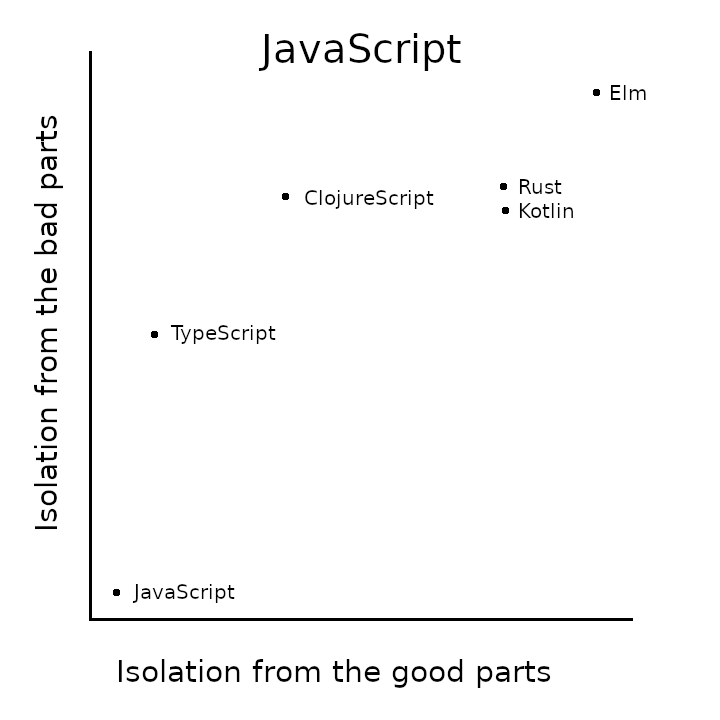 JavaScript
Elm
Rust
ClojureScript
Kotlin
TypeScript
JavaScript
Isolation from the bad parts
Isolation from the good parts